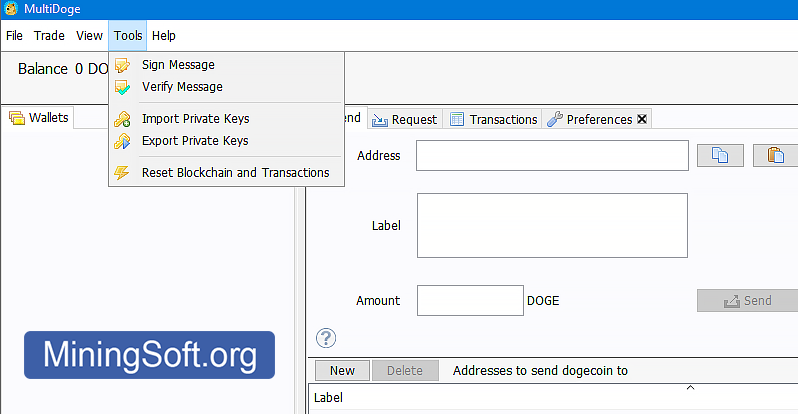 MultiDoge
File Trade View Tools Help
Balance 0 DO
Sign Message
Verify Message
Import Private Keys
Export Private Keys
Reset Blockchain and Transactions
Wallets
end Request Transactions Preferences
Address
Label
Amount DOGE
Send
MiningSoft.org
New Delete Addresses to send dogecoin to
Label